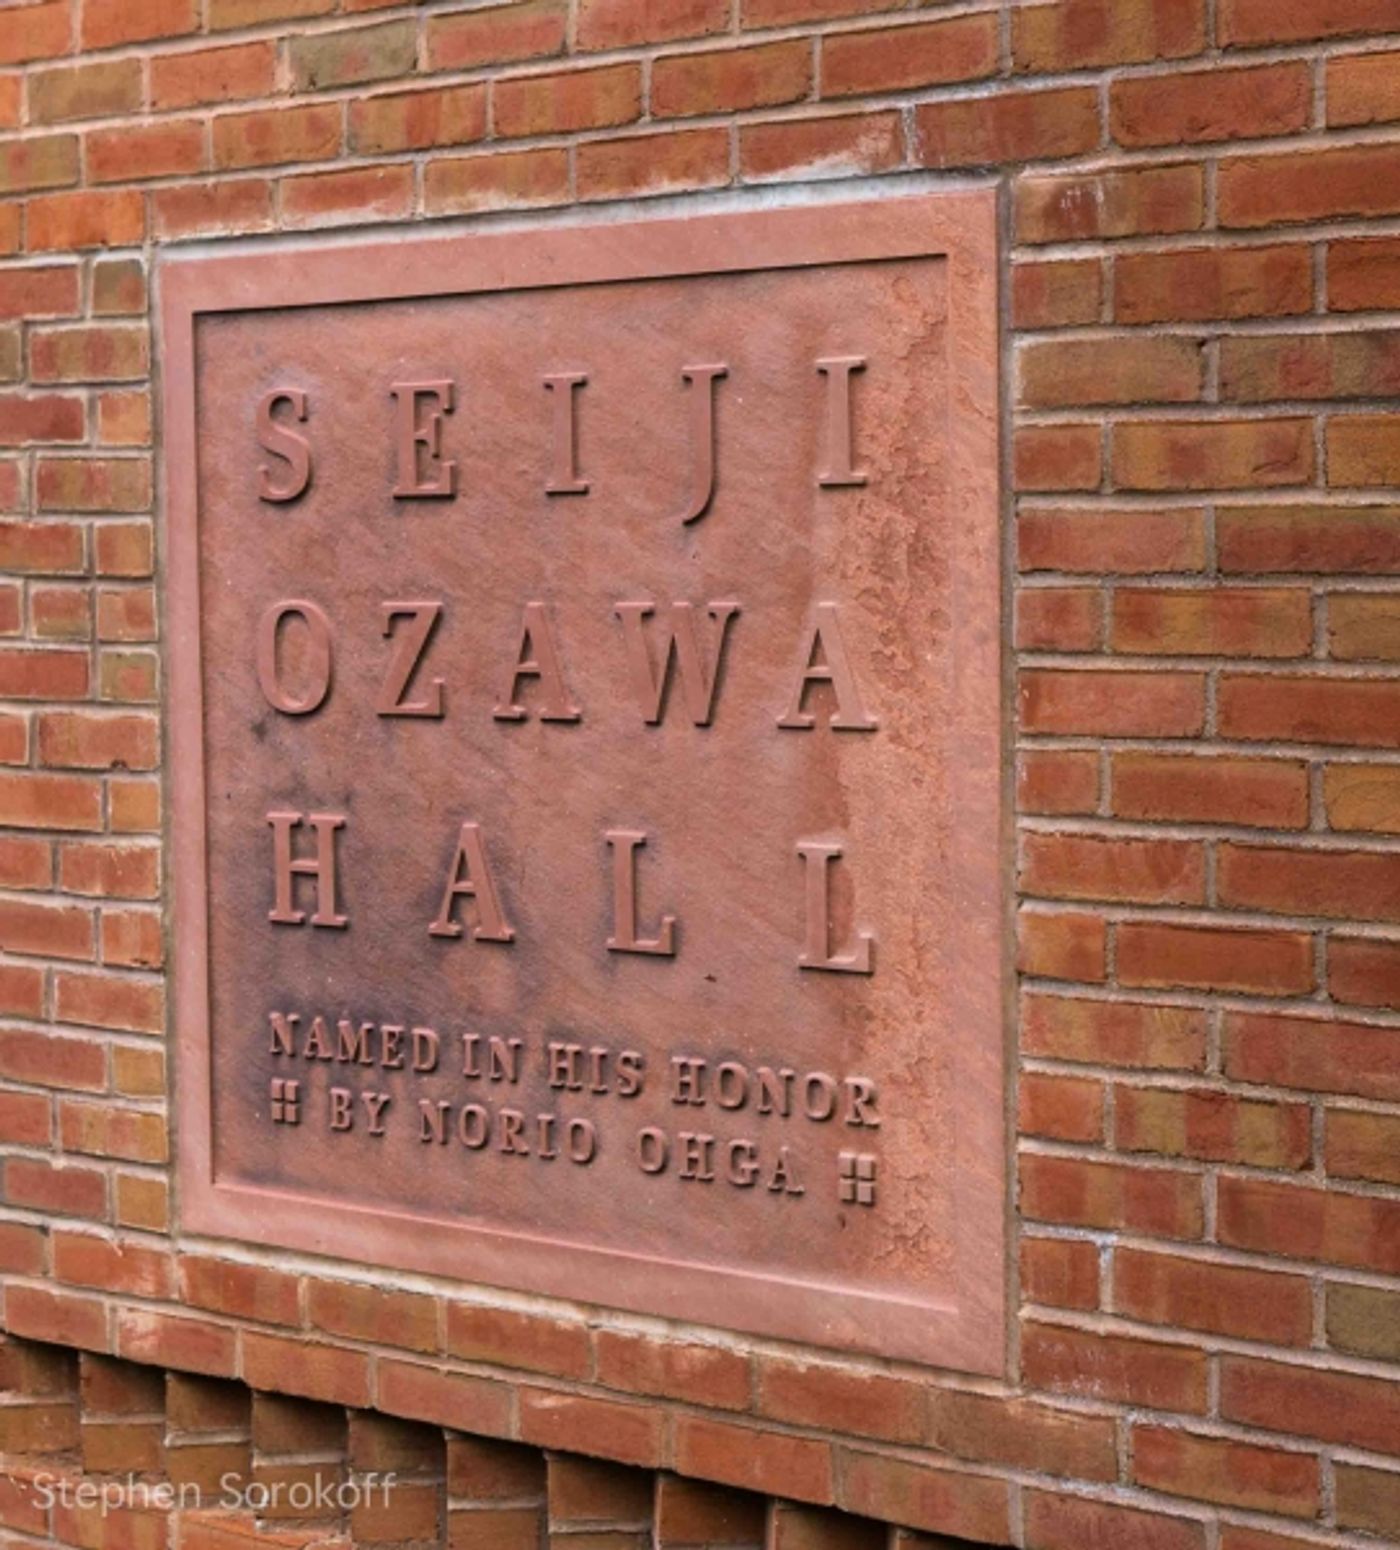 SEIJI
OZAWA
HALL
NAMED IN HIS HONOR
BY NORIO OHGA
Stephen Sorokoff